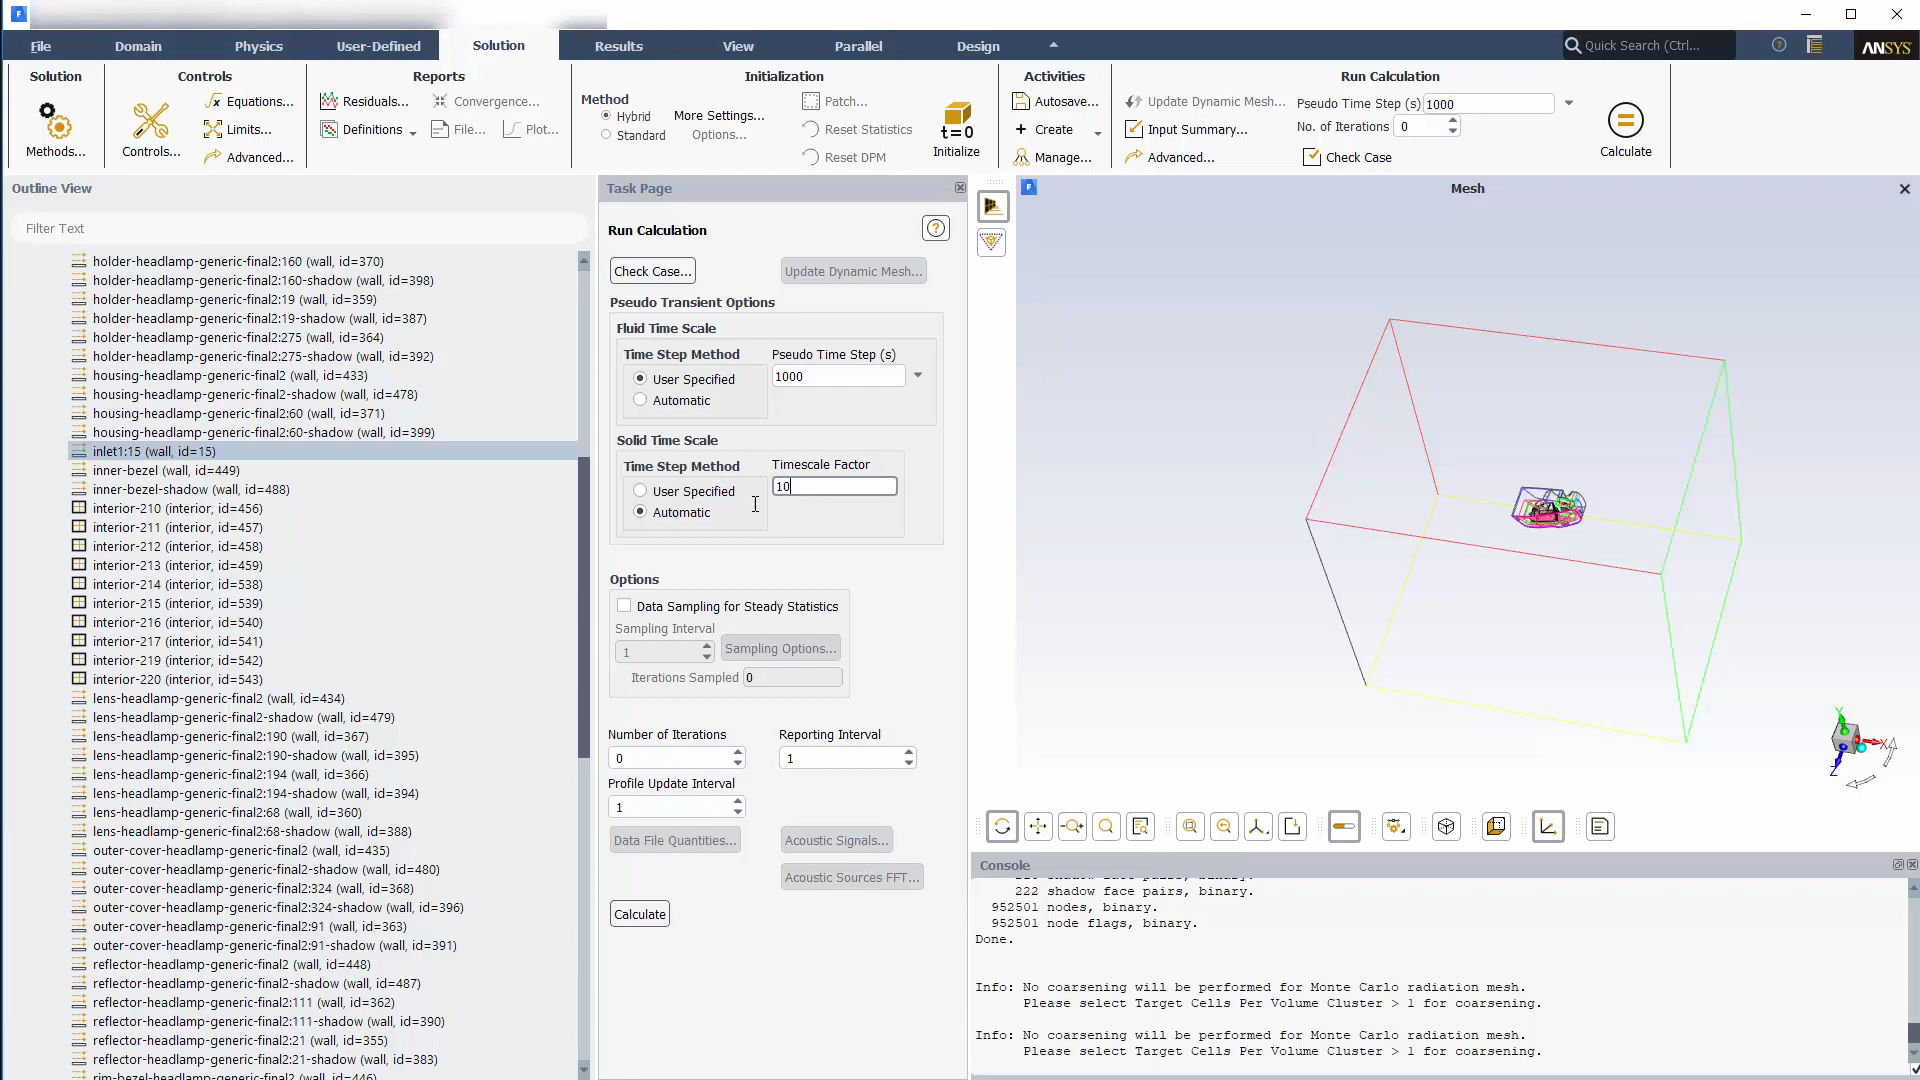 File
Domain
Physics
User-Defined
Solution
Results
View
Parallel
Design
Quick Search (Ctrl...
ANSYS
Solution
Controls
Reports
Initialization
Activities
Run Calculation
Methods...
Controls...
Equations...
Limits...
Advanced...
Residuals...
Convergence...
Definitions
File...
Plot...
Method
Hybrid
Standard
More Settings...
Options...
Patch...
Reset Statistics
Reset DPM
t=0
Initialize
Autosave...
Create
Manage...
Update Dynamic Mesh...
Input Summary...
Advanced...
Pseudo Time Step (s) 1000
No. of Iterations 0
Check Case
Calculate
Outline View
Filter Text
holder-headlamp-generic-final2:160 (wall, id=370)
holder-headlamp-generic-final2:160-shadow (wall, id=398)
holder-headlamp-generic-final2:19 (wall, id=359)
holder-headlamp-generic-final2:19-shadow (wall, id=387)
holder-headlamp-generic-final2:275 (wall, id=364)
holder-headlamp-generic-final2:275-shadow (wall, id=392)
housing-headlamp-generic-final2 (wall, id=433)
housing-headlamp-generic-final2-shadow (wall, id=478)
housing-headlamp-generic-final2:60 (wall, id=371)
housing-headlamp-generic-final2:60-shadow (wall, id=399)
inlet1:15 (wall, id=15)
inner-bezel (wall, id=449)
inner-bezel-shadow (wall, id=488)
interior-210 (interior, id=456)
interior-211 (interior, id=457)
interior-212 (interior, id=458)
interior-213 (interior, id=459)
interior-214 (interior, id=538)
interior-215 (interior, id=539)
interior-216 (interior, id=540)
interior-217 (interior, id=541)
interior-219 (interior, id=542)
interior-220 (interior, id=543)
lens-headlamp-generic-final2 (wall, id=434)
lens-headlamp-generic-final2-shadow (wall, id=479)
lens-headlamp-generic-final2:190 (wall, id=367)
lens-headlamp-generic-final2:190-shadow (wall, id=395)
lens-headlamp-generic-final2:194 (wall, id=366)
lens-headlamp-generic-final2:194-shadow (wall, id=394)
lens-headlamp-generic-final2:68 (wall, id=360)
lens-headlamp-generic-final2:68-shadow (wall, id=388)
outer-cover-headlamp-generic-final2 (wall, id=435)
outer-cover-headlamp-generic-final2-shadow (wall, id=480)
outer-cover-headlamp-generic-final2:324 (wall, id=368)
outer-cover-headlamp-generic-final2:324-shadow (wall, id=396)
outer-cover-headlamp-generic-final2:91 (wall, id=363)
outer-cover-headlamp-generic-final2:91-shadow (wall, id=391)
reflector-headlamp-generic-final2 (wall, id=448)
reflector-headlamp-generic-final2-shadow (wall, id=487)
reflector-headlamp-generic-final2:111 (wall, id=362)
reflector-headlamp-generic-final2:111-shadow (wall, id=390)
reflector-headlamp-generic-final2:21 (wall, id=355)
reflector-headlamp-generic-final2:21-shadow (wall, id=383)
rim-bezel-headlamp-generic-final2 (wall, id=446)
Task Page
Run Calculation
Check Case...
Update Dynamic Mesh...
Pseudo Transient Options
Fluid Time Scale
Time Step Method
Pseudo Time Step (s)
User Specified
1000
Automatic
Solid Time Scale
Time Step Method
Timescale Factor
User Specified
10
Automatic
Options
Data Sampling for Steady Statistics
Sampling Interval
1
Sampling Options...
Iterations Sampled 0
Number of Iterations
Reporting Interval
0
1
Profile Update Interval
1
Data File Quantities...
Acoustic Signals...
Acoustic Sources FFT...
Calculate
Mesh
Y
X
Z
Console
222 shadow face pairs, binary.
952501 nodes, binary.
952501 node flags, binary.
Done.
Info: No coarsening will be performed for Monte Carlo radiation mesh.
Please select Target Cells Per Volume Cluster > 1 for coarsening.
Info: No coarsening will be performed for Monte Carlo radiation mesh.
Please select Target Cells Per Volume Cluster > 1 for coarsening.